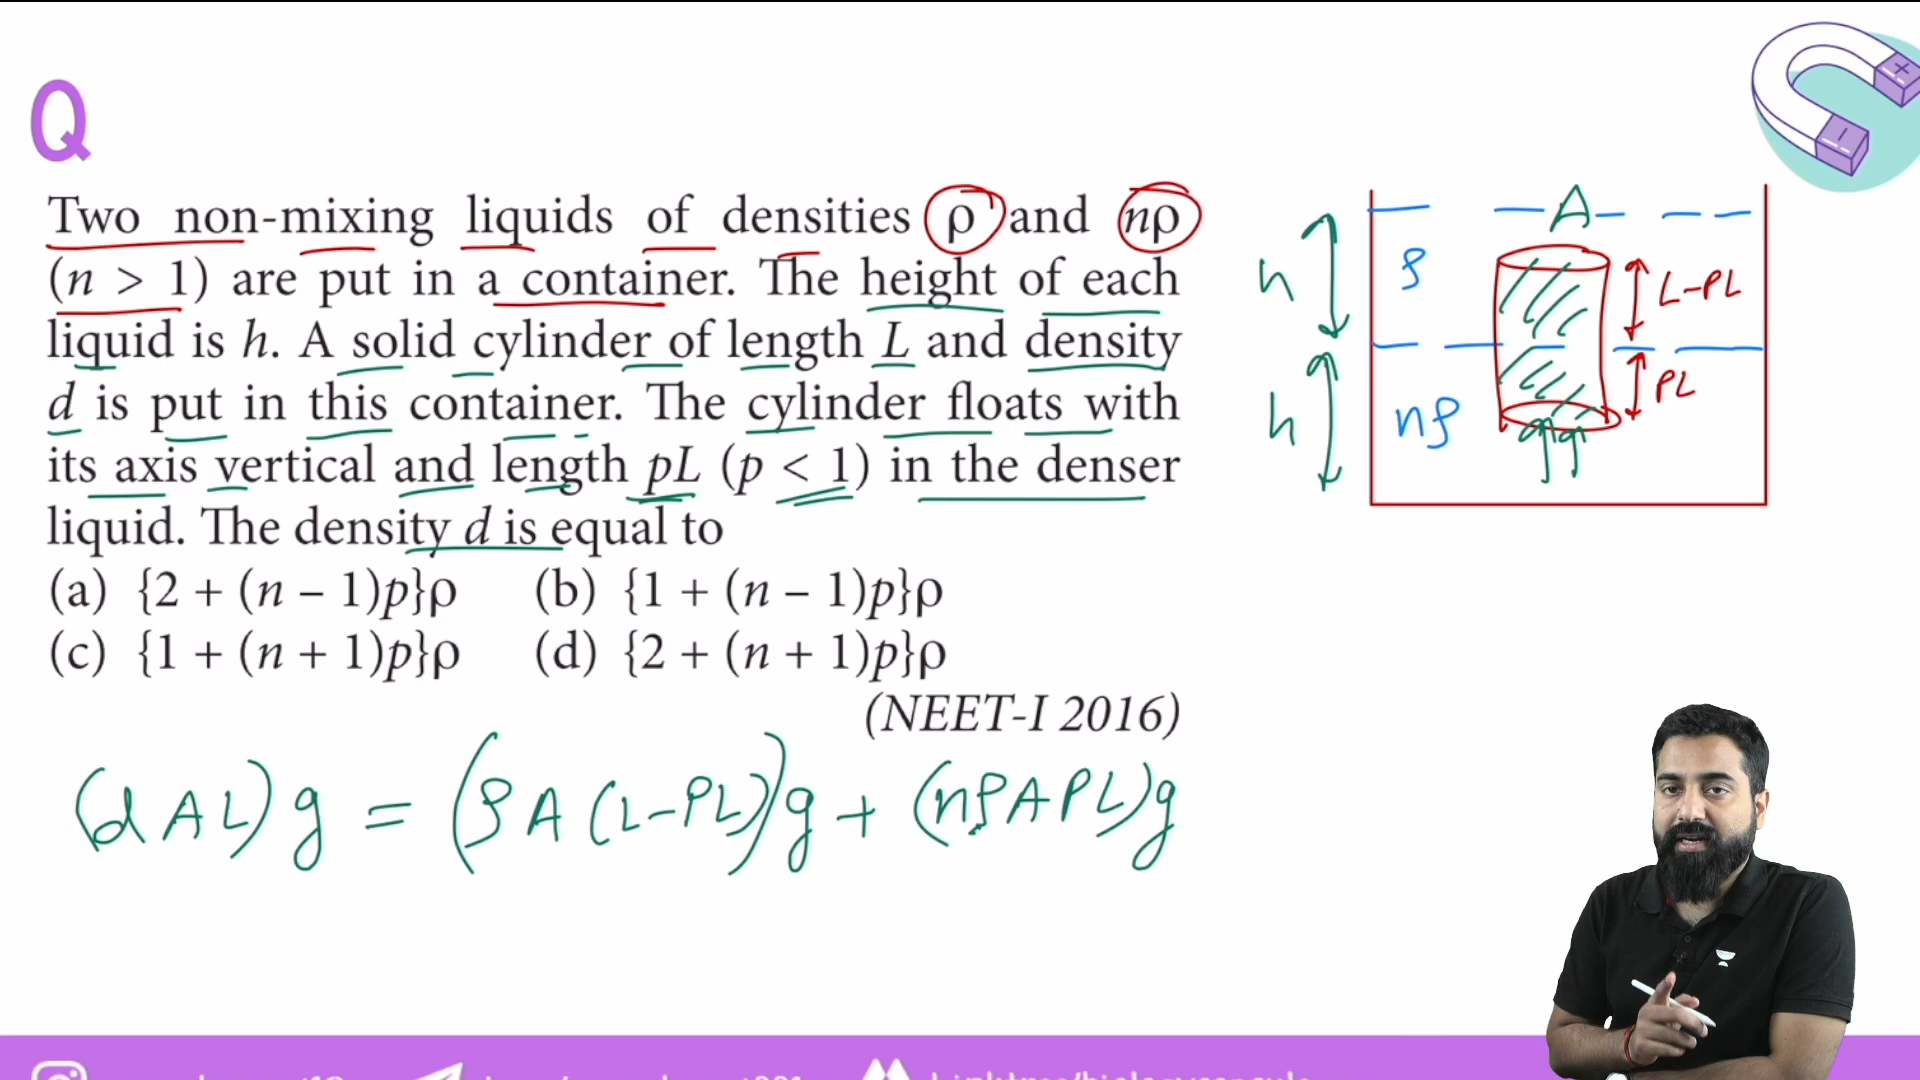 Q
Two non-mixing liquids of densities ρ and nρ
(n > 1) are put in a container. The height of each
liquid is h. A solid cylinder of length L and density
d is put in this container. The cylinder floats with
its axis vertical and length pL (p < 1) in the denser
liquid. The density d is equal to
(a) {2 + (n – 1)p}ρ (b) {1 + (n – 1)p}ρ
(c) {1 + (n + 1)p}ρ (d) {2 + (n + 1)p}ρ
(NEET-I 2016)
(dAL)g = (ρA(L-PL))g + (nρAPL)g
A
h
ρ
L-PL
h
nρ
PL
+
-